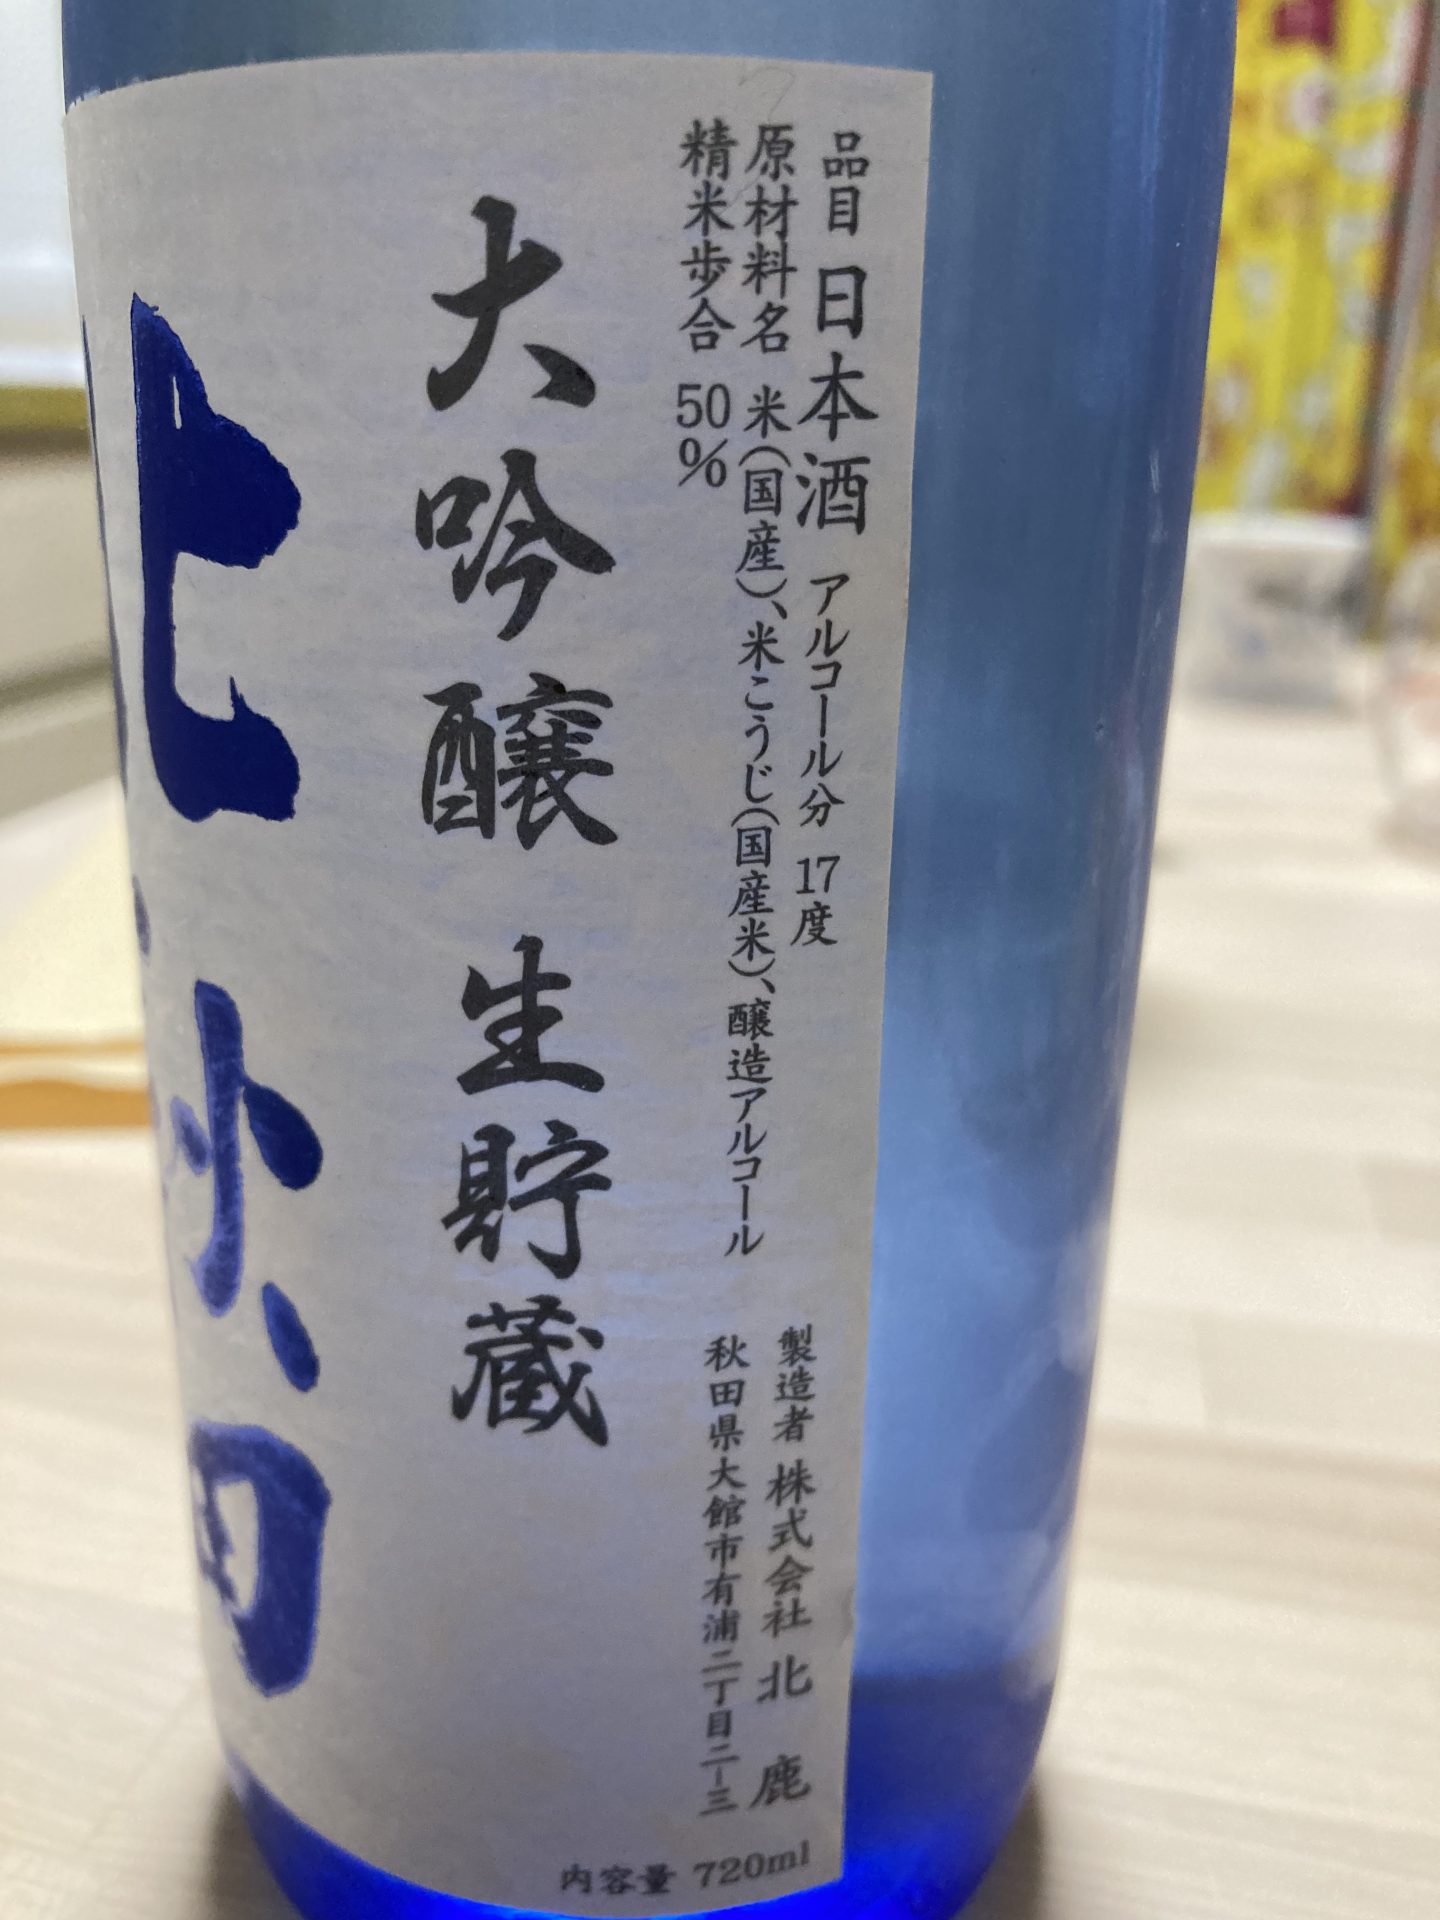 品目 日本酒 アルコール分 17度
原材料名 米(国産)、米こうじ(国産米)、醸造アルコール
精米歩合 50%
製造者 株式会社 北鹿
秋田県大館市有浦二丁目二-三
大吟醸 生貯蔵
内容量 720ml